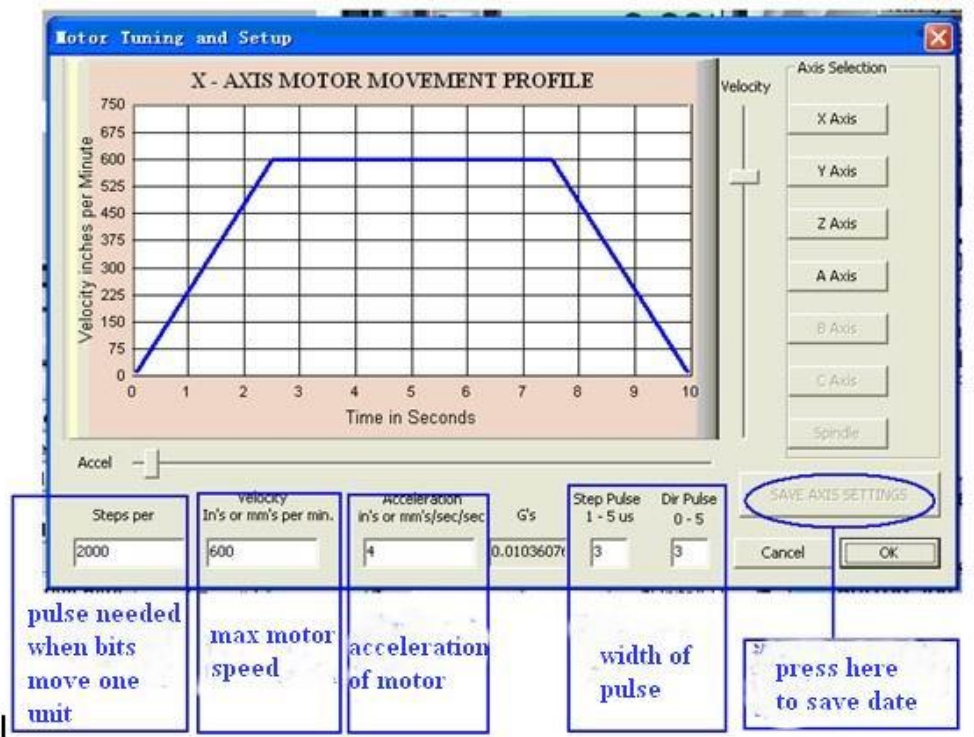 Motor Tuning and Setup
X - AXIS MOTOR MOVEMENT PROFILE
Velocity inches per Minute
750
675
600
525
450
375
300
225
150
75
0
0 1 2 3 4 5 6 7 8 9 10
Time in Seconds
Velocity
Axis Selection
X Axis
Y Axis
Z Axis
A Axis
B Axis
C Axis
Spindle
Accel
SAVE AXIS SETTINGS
Steps per
Velocity
In's or mm's per min.
Acceleration
in's or mm's/sec/sec
G's
Step Pulse
1 - 5 us
Dir Pulse
0 - 5
2000
600
4
0.0103607
3
3
Cancel
OK
pulse needed
when bits
move one
unit
max motor
speed
acceleration
of motor
width of
pulse
press here
to save date